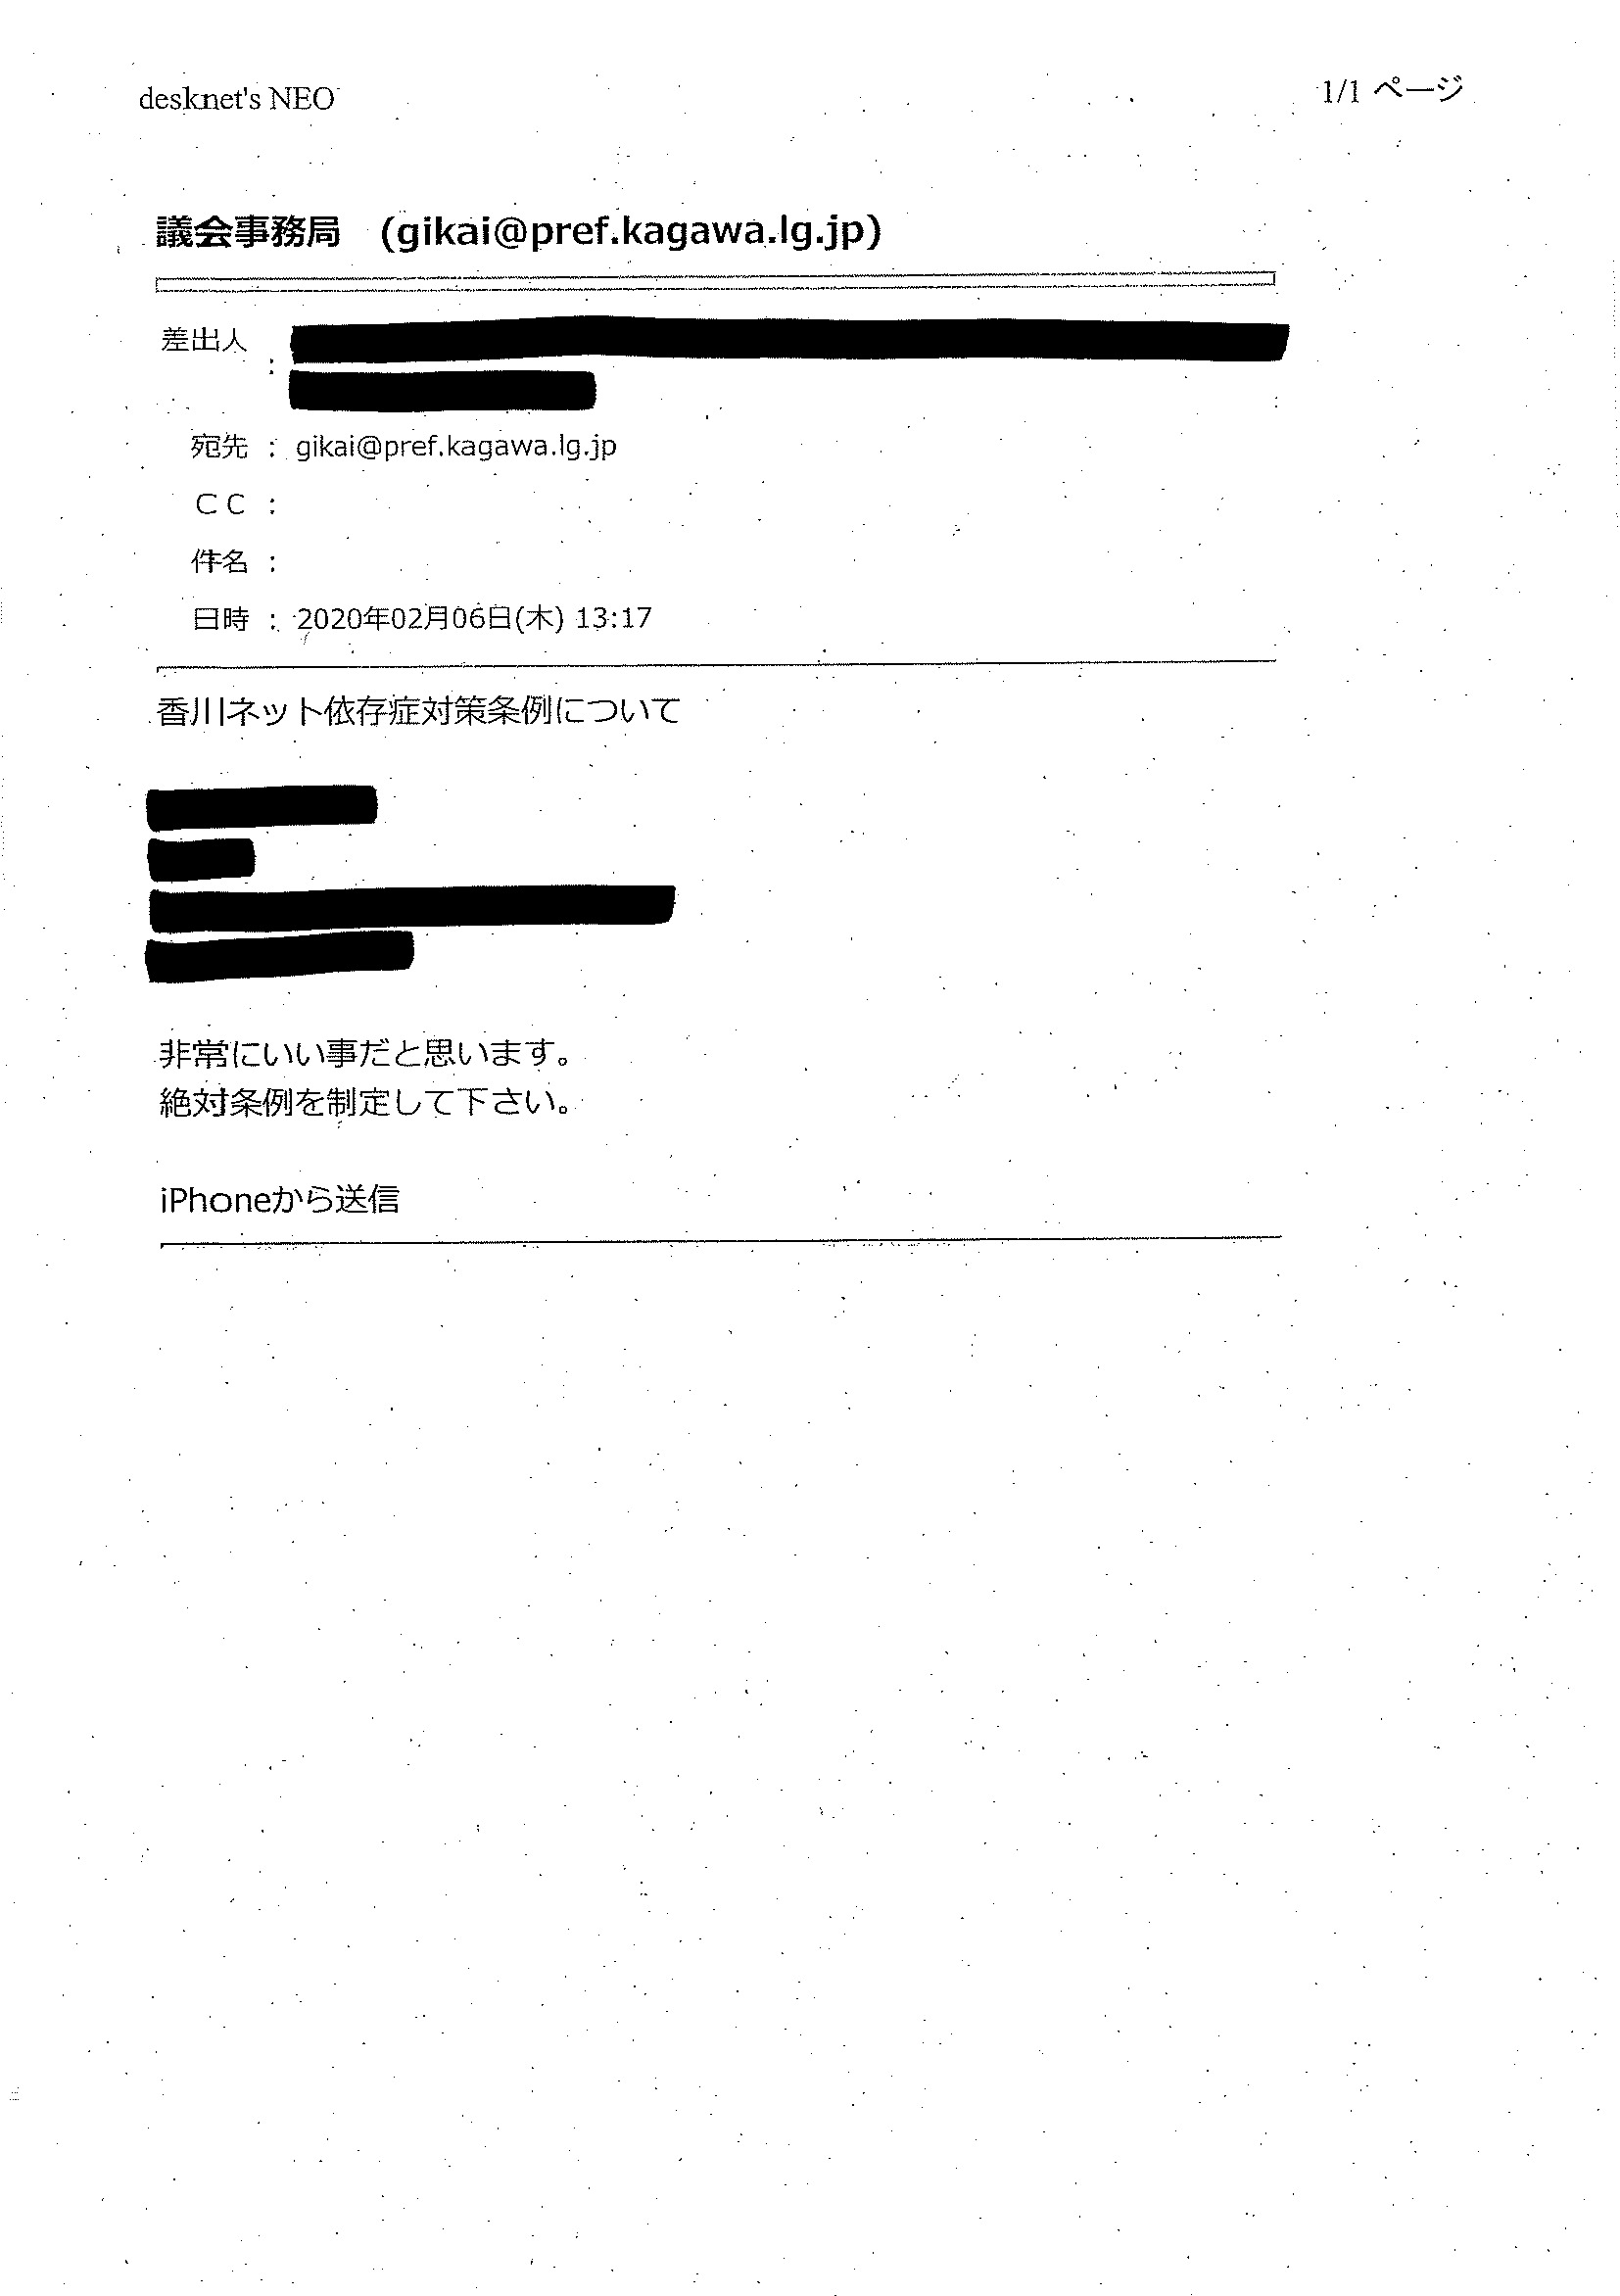 desknet's NEO
1/1 ページ
議会事務局 (gikai@pref.kagawa.lg.jp)
差出人 :
宛先 : gikai@pref.kagawa.lg.jp
CC :
件名 :
日時 : 2020年02月06日(木) 13:17
香川ネット依存症対策条例について
非常にいい事だと思います。
絶対条例を制定して下さい。
iPhoneから送信